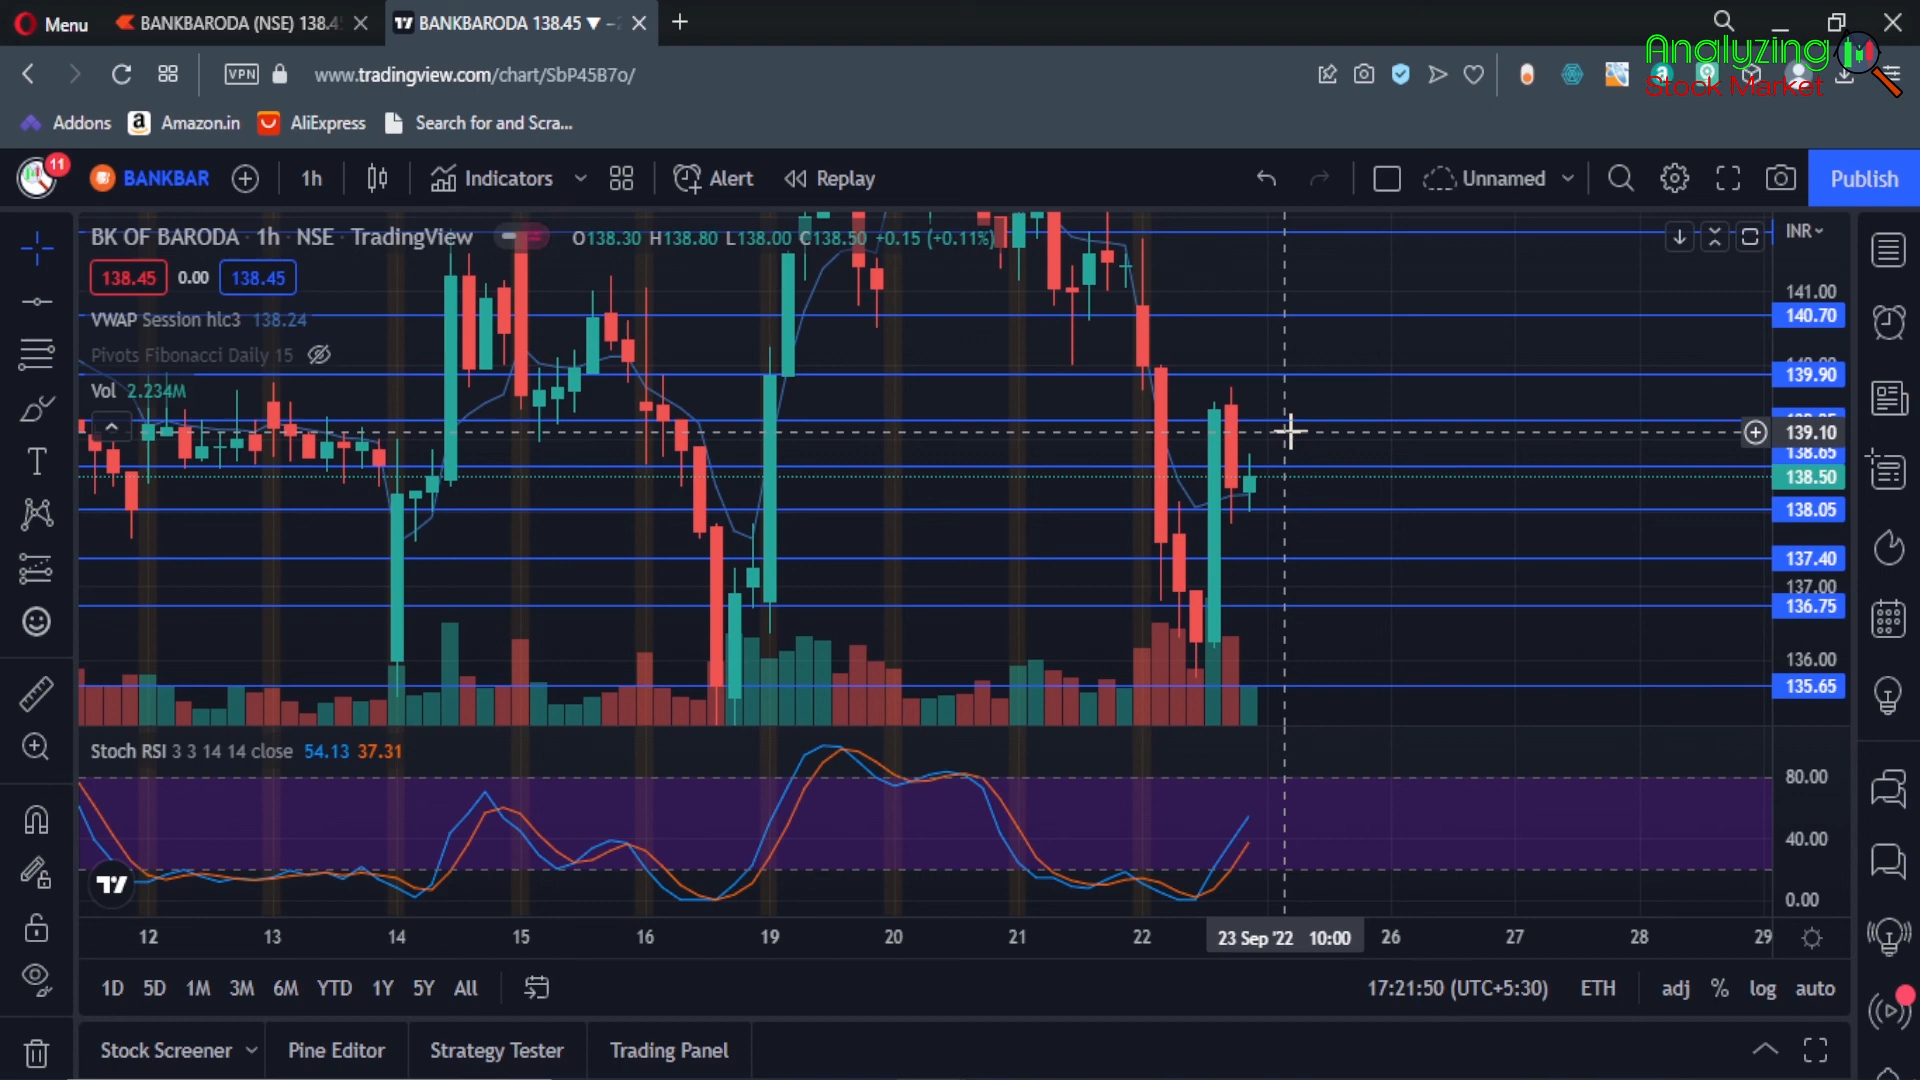 Menu
BANKBARODA (NSE) 138.4
BANKBARODA 138.45 ▼ −2
www.tradingview.com/chart/SbP45B7o/
VPN
Analyzing
Stock Market
Addons
Amazon.in
AliExpress
Search for and Scra...
11
BANKBAR
1h
Indicators
Alert
Replay
Unnamed
Publish
BK OF BARODA · 1h · NSE · TradingView
O138.30 H138.80 L138.00 C138.50 +0.15 (+0.11%)
INR
138.45 0.00 138.45
VWAP Session hlc3 138.24
Pivots Fibonacci Daily 15
Vol 2.234M
141.00
140.70
139.90
139.10
138.65
138.50
138.05
137.40
137.00
136.75
136.00
135.65
Stoch RSI 3 3 14 14 close 54.13 37.31
80.00
40.00
0.00
12 13 14 15 16 19 20 21 22 23 Sep '22 10:00 26 27 28 29
1D 5D 1M 3M 6M YTD 1Y 5Y All
17:21:50 (UTC+5:30) ETH adj % log auto
Stock Screener Pine Editor Strategy Tester Trading Panel